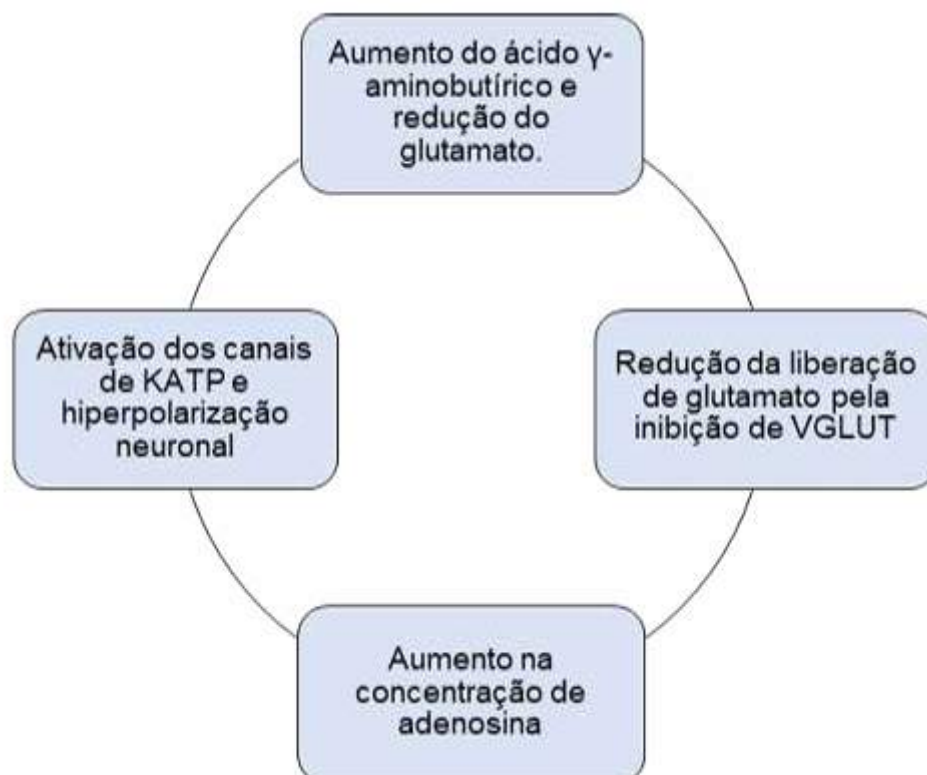 Aumento do ácido γ-
aminobutírico e
redução do
glutamato.
Ativação dos canais
de KATP e
hiperpolarização
neuronal
Redução da liberação
de glutamato pela
inibição de VGLUT
Aumento na
concentração de
adenosina